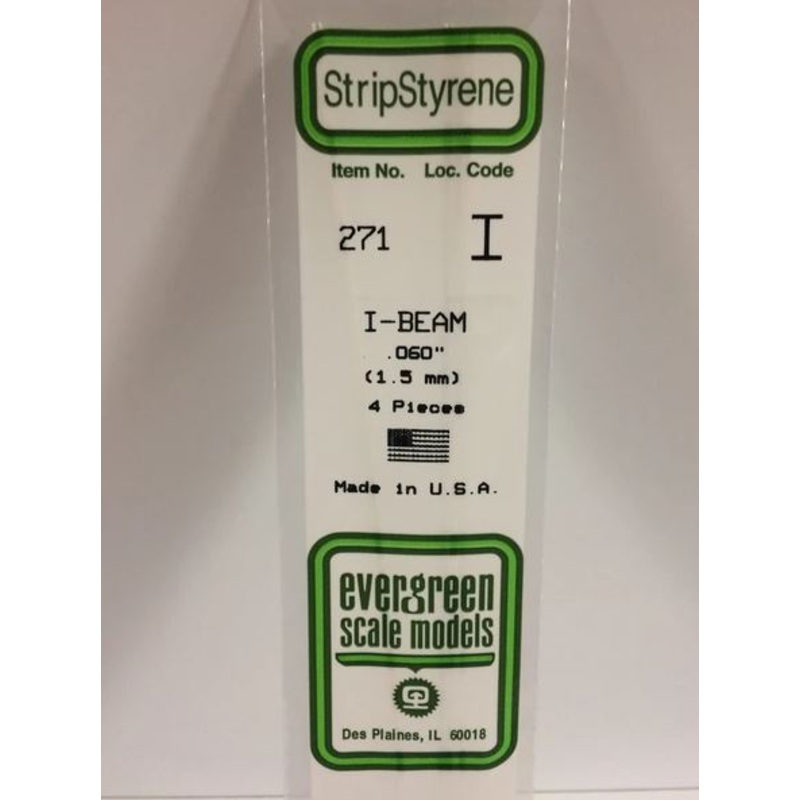 StripStyrene
Item No. Loc. Code
271 I
I-BEAM
.060"
(1.5 mm)
4 Pieces
Made in U.S.A.
evergreen
scale models
Des Plaines, IL 60018